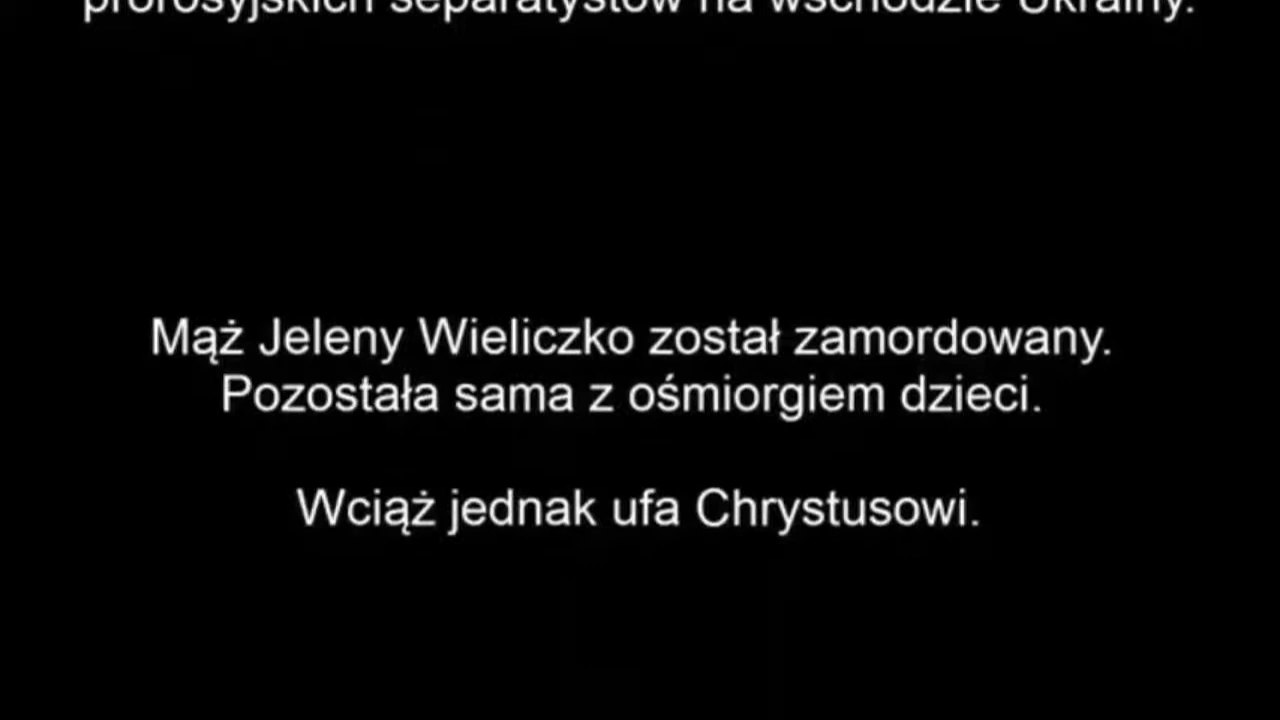 prorosyjskich separatystów na wschodzie Ukrainy.
Mąż Jeleny Wieliczko został zamordowany.
Pozostała sama z ośmiorgiem dzieci.
Wciąż jednak ufa Chrystusowi.